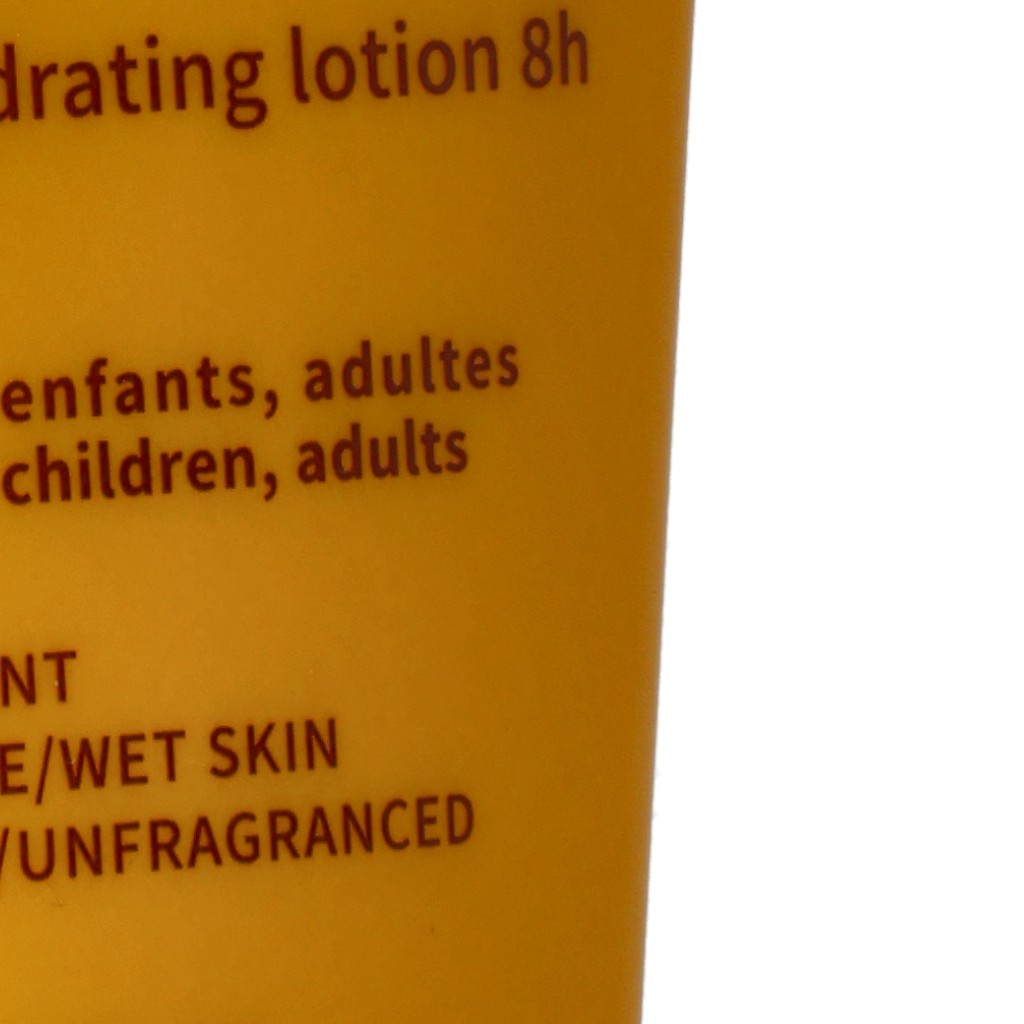 drating lotion 8h
enfants, adultes
children, adults
NT
E/WET SKIN
/UNFRAGRANCED